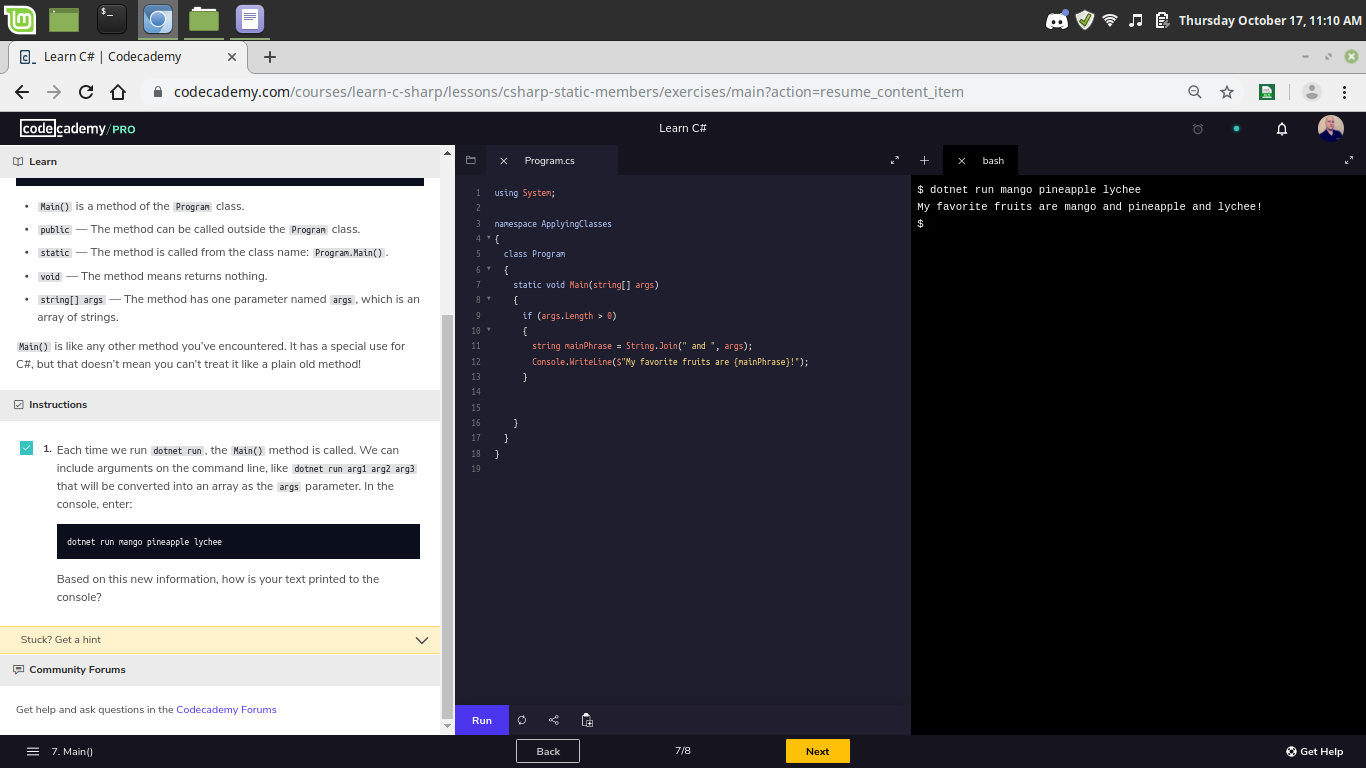 Thursday October 17, 11:10 AM
Learn C# | Codecademy
codecademy.com/courses/learn-c-sharp/lessons/csharp-static-members/exercises/main?action=resume_content_item
codecademy/PRO
Learn C#
Learn
Main() is a method of the Program class.
public — The method can be called outside the Program class.
static — The method is called from the class name: Program.Main().
void — The method means returns nothing.
string[] args — The method has one parameter named args, which is an
array of strings.
Main() is like any other method you've encountered. It has a special use for
C#, but that doesn't mean you can't treat it like a plain old method!
Instructions
1. Each time we run dotnet run, the Main() method is called. We can
include arguments on the command line, like dotnet run arg1 arg2 arg3
that will be converted into an array as the args parameter. In the
console, enter:
dotnet run mango pineapple lychee
Based on this new information, how is your text printed to the
console?
Stuck? Get a hint
Community Forums
Get help and ask questions in the Codecademy Forums
Program.cs
1 using System;
2
3 namespace ApplyingClasses
4 {
5 class Program
6 {
7 static void Main(string[] args)
8 {
9 if (args.Length > 0)
10 {
11 string mainPhrase = String.Join(" and ", args);
12 Console.WriteLine($"My favorite fruits are {mainPhrase}!");
13 }
14
15
16 }
17 }
18 }
19
Run
bash
$ dotnet run mango pineapple lychee
My favorite fruits are mango and pineapple and lychee!
$
7. Main()
Back
7/8
Next
Get Help